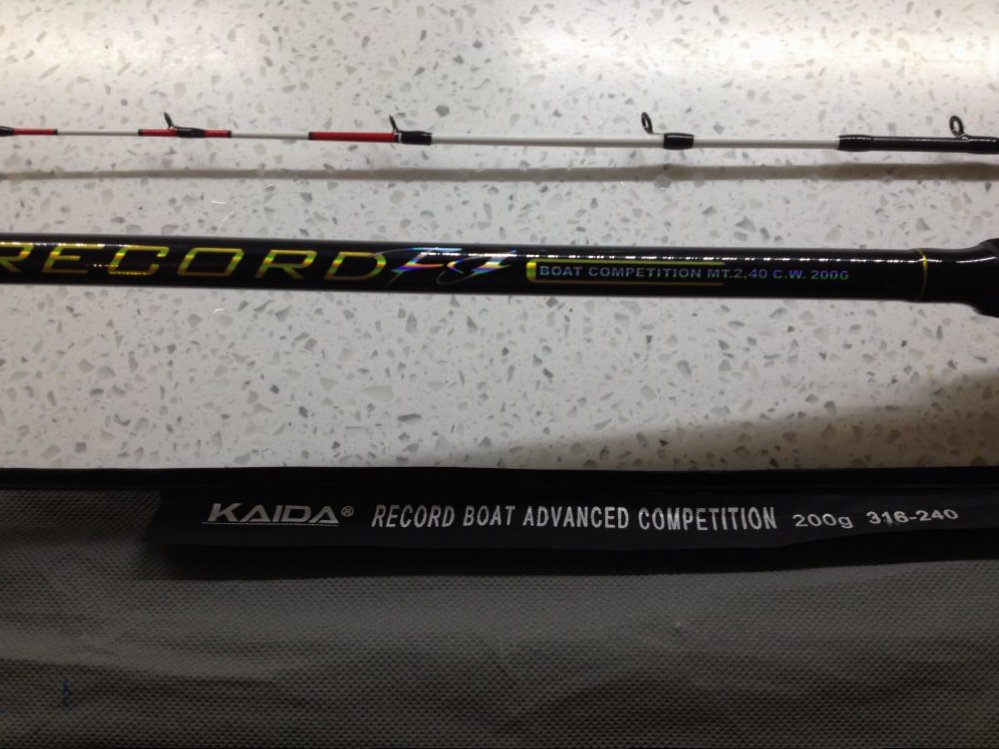 RECORD
BOAT COMPETITION MT.2,40 C.W. 200G
KAIDA® RECORD BOAT ADVANCED COMPETITION 200g 316-240